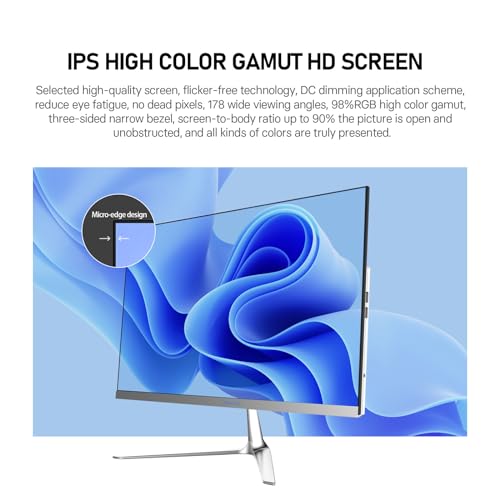 IPS HIGH COLOR GAMUT HD SCREEN
Selected high-quality screen, flicker-free technology, DC dimming application scheme,
reduce eye fatigue, no dead pixels, 178 wide viewing angles, 98%RGB high color gamut,
three-sided narrow bezel, screen-to-body ratio up to 90% the picture is open and
unobstructed, and all kinds of colors are truly presented.
Micro-edge design